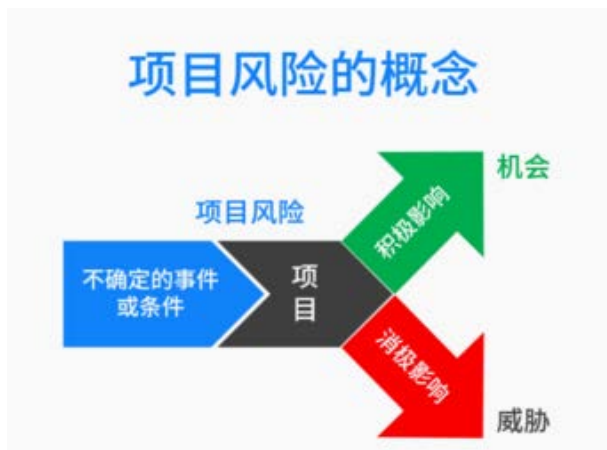 项目风险的概念
机会
积极影响
项目风险
不确定的事件
或条件
项
目
消极影响
威胁